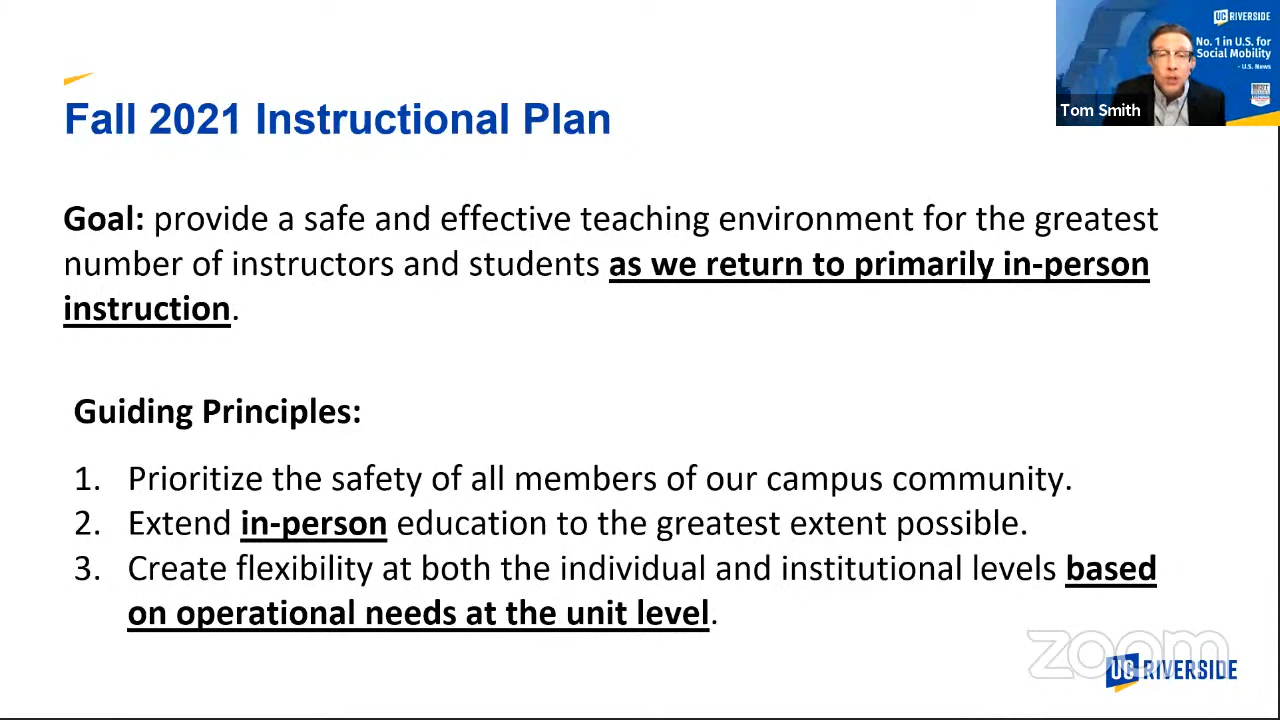 UC RIVERSIDE
No. 1 in U.S. for
Social Mobility
- U.S. News
Tom Smith
Fall 2021 Instructional Plan
Goal: provide a safe and effective teaching environment for the greatest
number of instructors and students as we return to primarily in-person
instruction.
Guiding Principles:
1. Prioritize the safety of all members of our campus community.
2. Extend in-person education to the greatest extent possible.
3. Create flexibility at both the individual and institutional levels based
on operational needs at the unit level.
zoom
UC RIVERSIDE